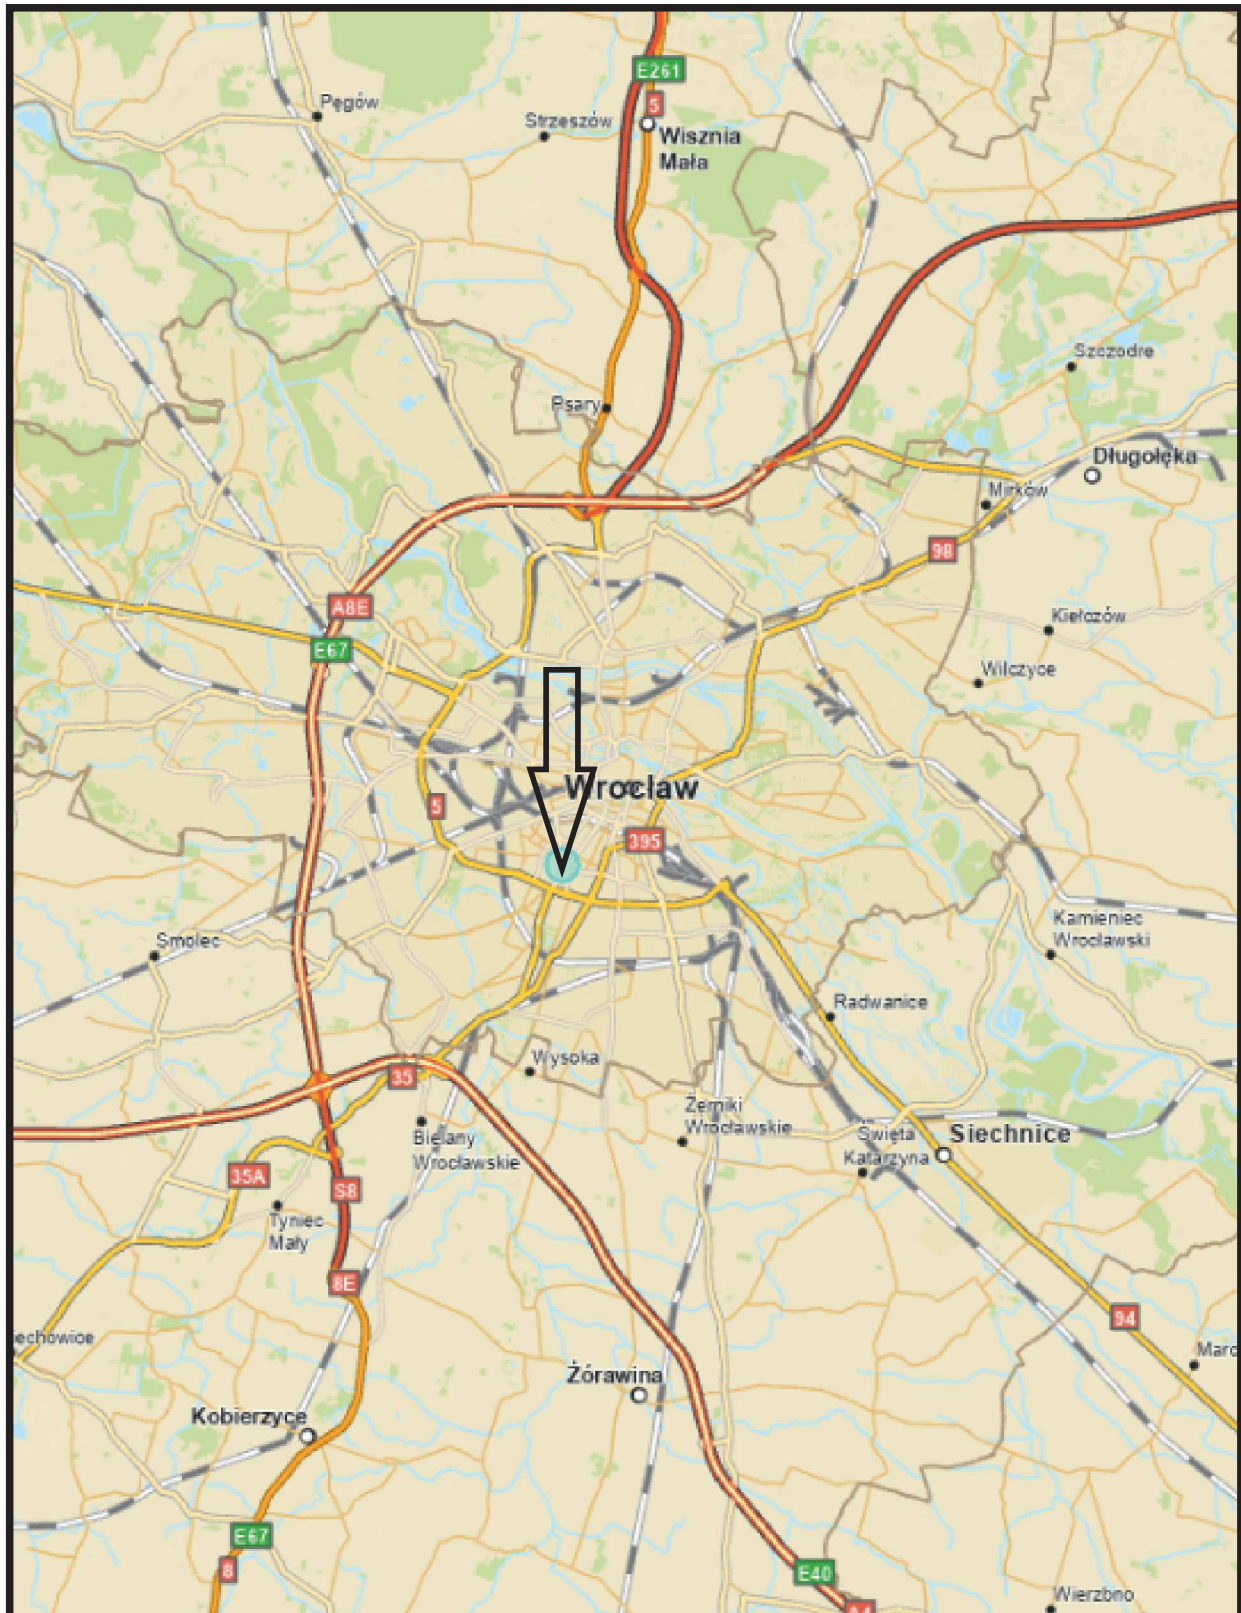 E261
Pęgów
5
Strzeszów
Wisznia
Mała
Szczodre
Psary
Długołęka
Mirków
98
A8E
Kiełczów
E67
Wilczyce
Wrocław
5
395
Kamieniec
Wrocławski
Smolec
Radwanice
Wysoka
35
Żerniki
Wrocławskie
Bielany
Wrocławskie
Święta
Katarzyna
Siechnice
35A
S8
Tyniec
Mały
8E
94
iechowice
Marc
Żórawina
Kobierzyce
E67
8
E40
Wierzbno